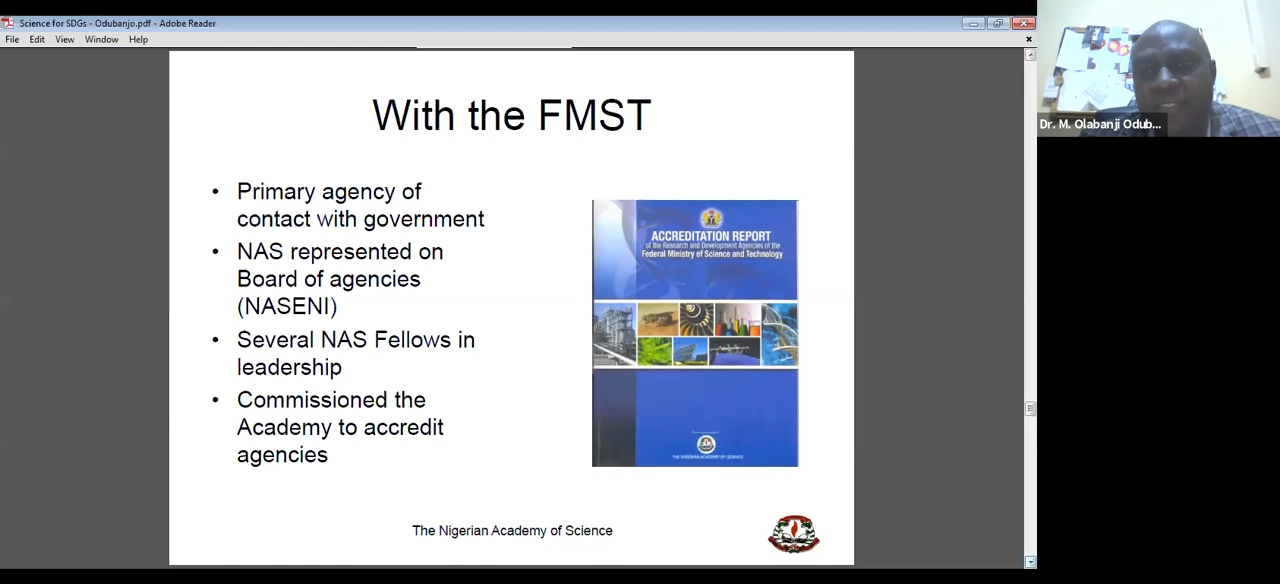 Science for SDGs - Odubanjo.pdf - Adobe Reader
File Edit View Window Help
With the FMST
• Primary agency of
contact with government
• NAS represented on
Board of agencies
(NASENI)
• Several NAS Fellows in
leadership
• Commissioned the
Academy to accredit
agencies
ACCREDITATION REPORT
of the Research and Development Agencies of the
Federal Ministry of Science and Technology
THE NIGERIAN ACADEMY OF SCIENCE
The Nigerian Academy of Science
Dr. M. Olabanji Odub...